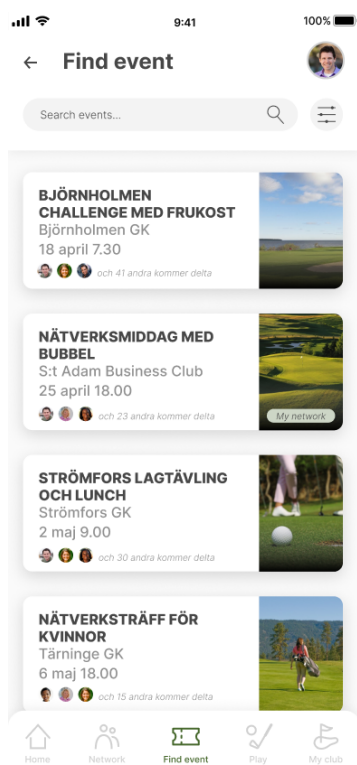 9:41
100%
Find event
Search events...
BJÖRNHOLMEN
CHALLENGE MED FRUKOST
Björnholmen GK
18 april 7.30
och 41 andra kommer delta
NÄTVERKSMIDDAG MED
BUBBEL
S:t Adam Business Club
25 april 18.00
och 23 andra kommer delta
My network
STRÖMFORS LAGTÄVLING
OCH LUNCH
Strömfors GK
2 maj 9.00
och 30 andra kommer delta
NÄTVERKSTRÄFF FÖR
KVINNOR
Tärninge GK
6 maj 18.00
och 15 andra kommer delta
Home
Network
Find event
Play
My club